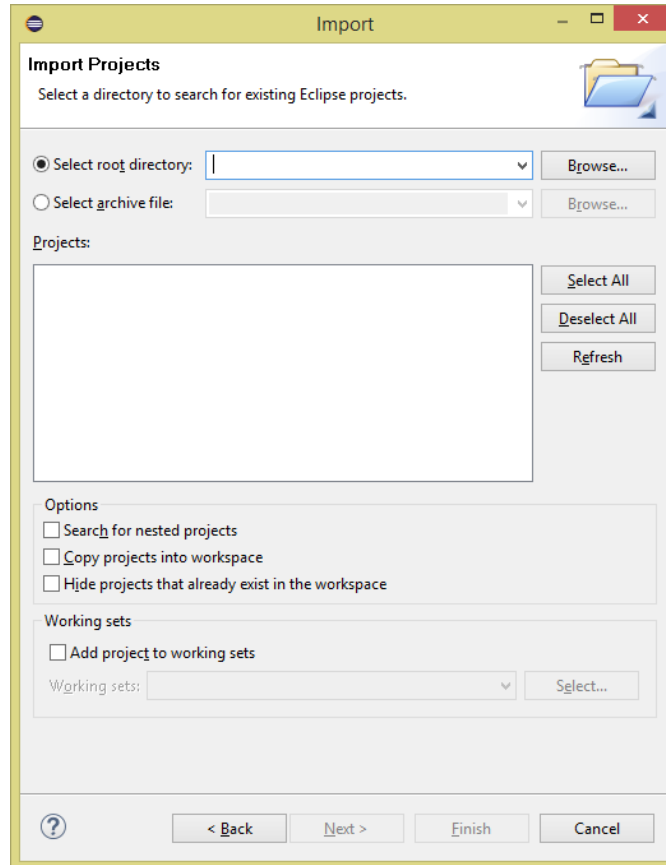 Import
Import Projects
Select a directory to search for existing Eclipse projects.
Select root directory:
Browse...
Select archive file:
Browse...
Projects:
Select All
Deselect All
Refresh
Options
Search for nested projects
Copy projects into workspace
Hide projects that already exist in the workspace
Working sets
Add project to working sets
Working sets:
Select...
?
< Back
Next >
Finish
Cancel